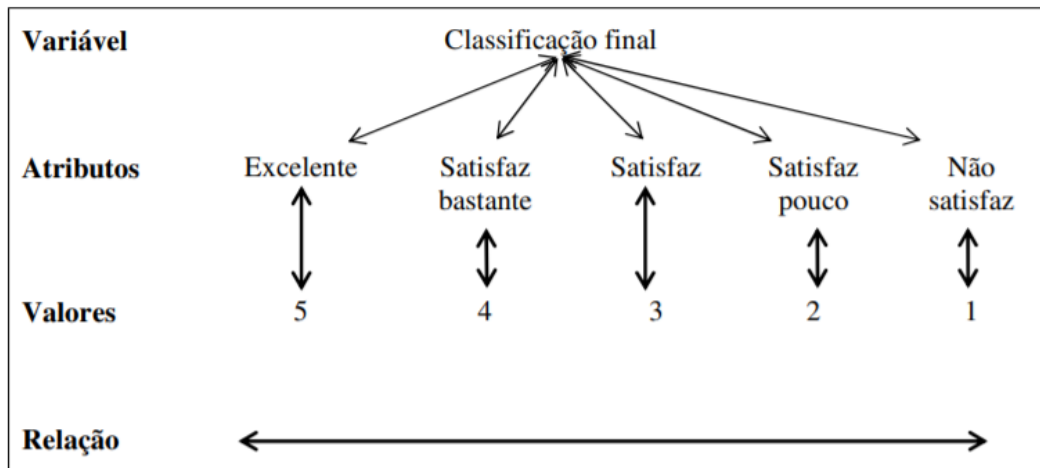 Variável Classificação final
Atributos Excelente Satisfaz Satisfaz Satisfaz Não
bastante pouco satisfaz
Valores 5 4 3 2 1
Relação